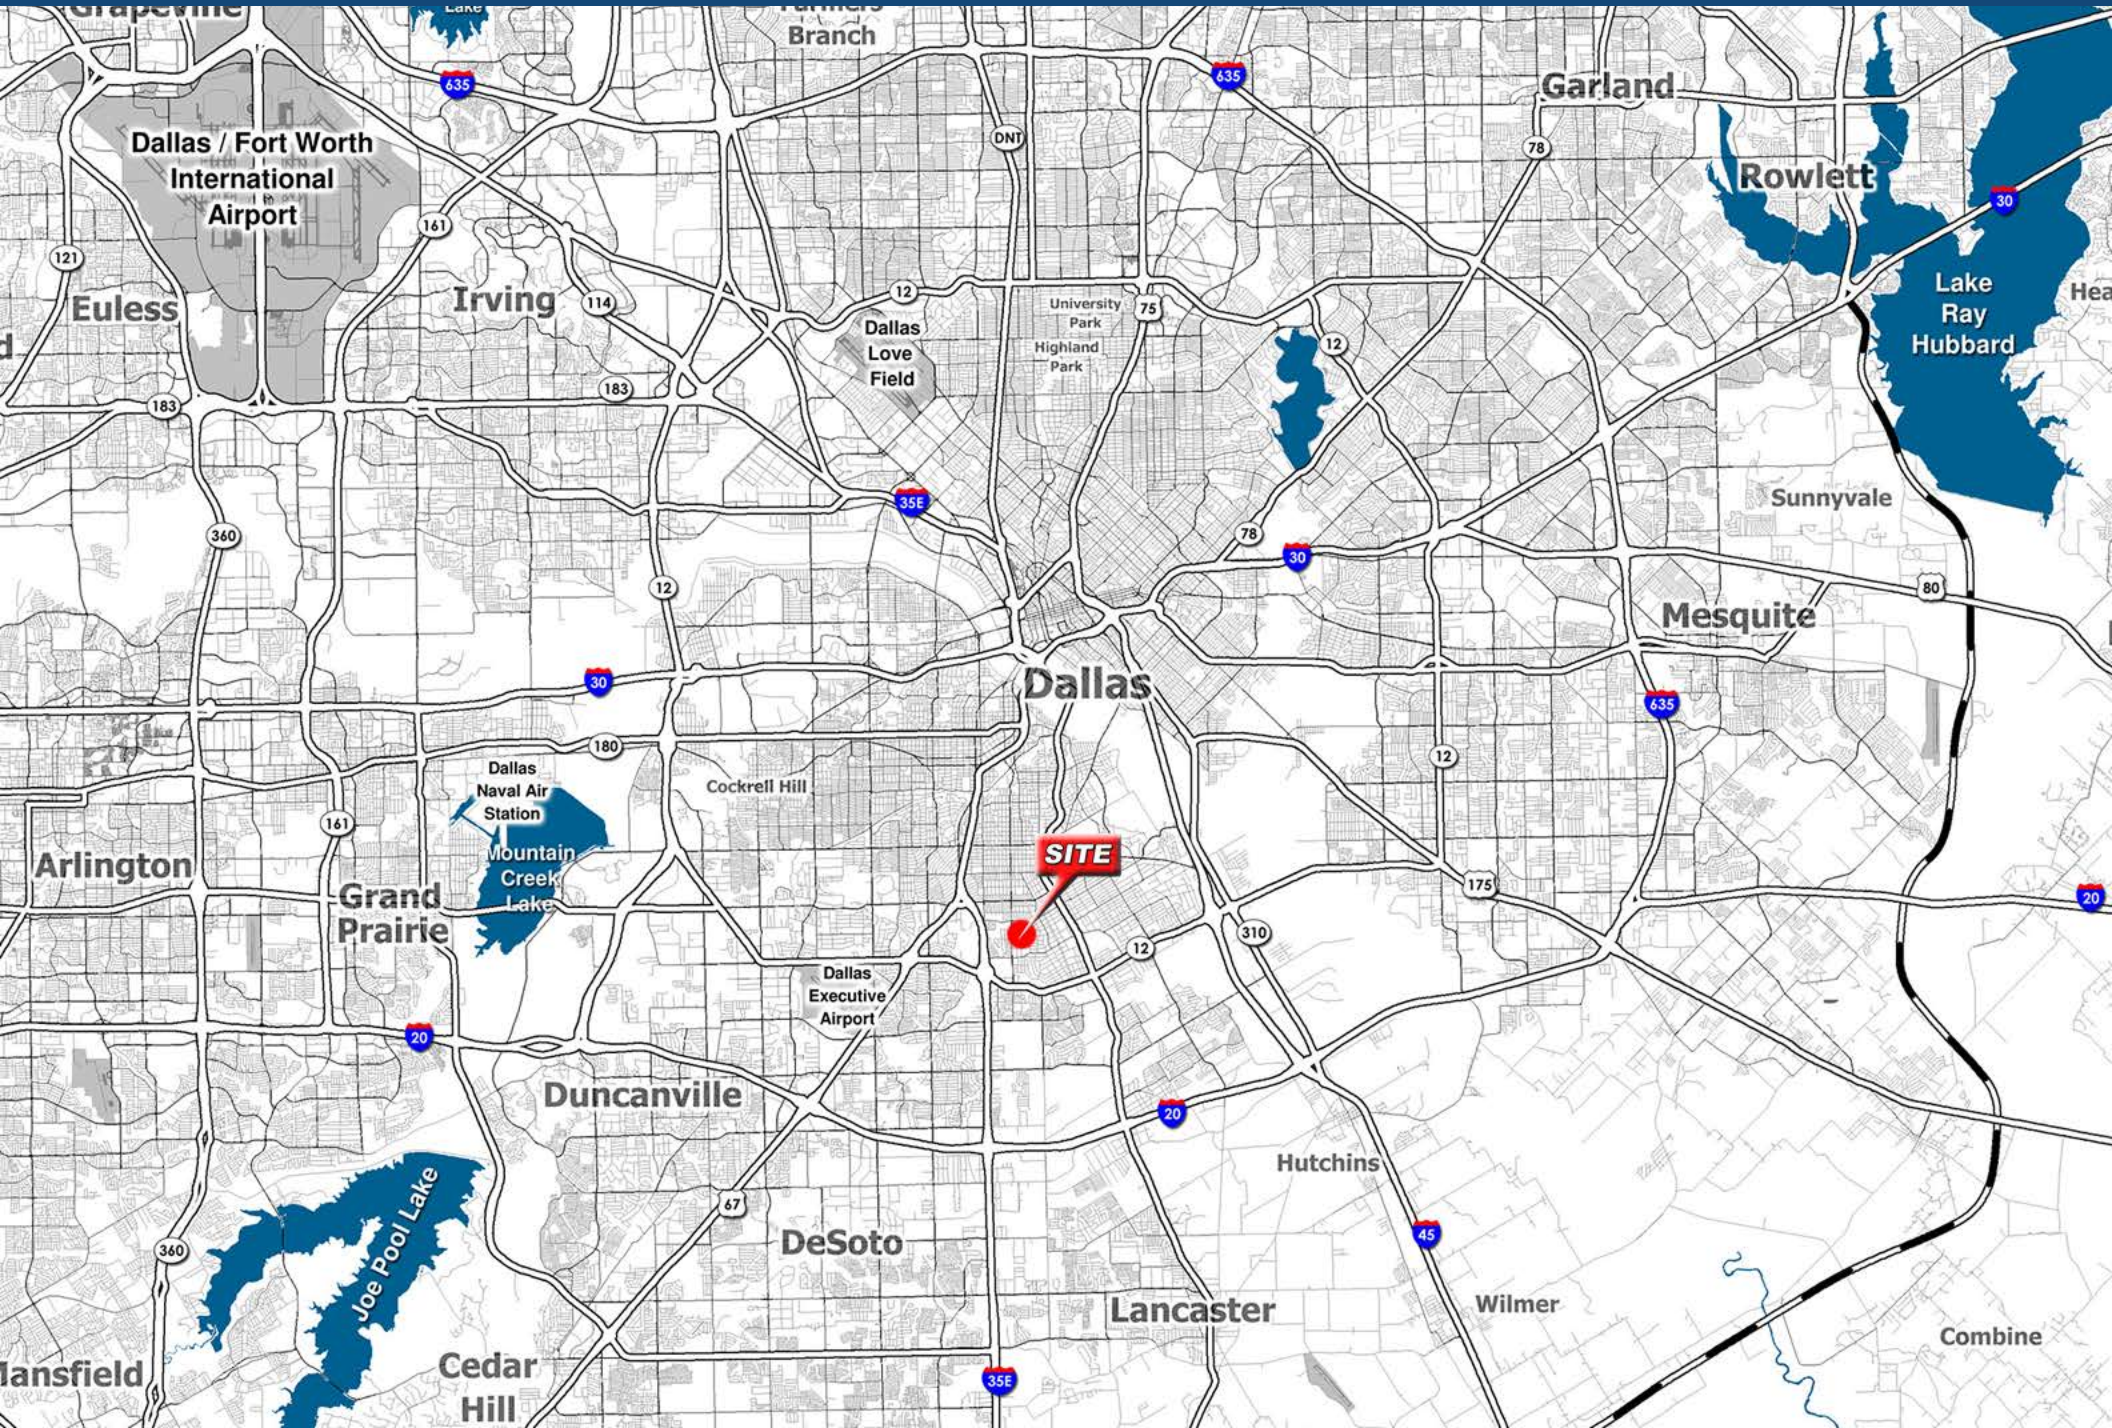 Grapevine
Lake
Farmers
Branch
635
635
Garland
Dallas / Fort Worth
International
Airport
DNT
78
Rowlett
30
161
121
Euless
Irving
114
12
University
Park
75
Lake
Ray
Hubbard
Hea
Dallas
Love
Field
Highland
Park
12
d
183
183
35E
Sunnyvale
360
78
30
12
80
Mesquite
30
Dallas
635
180
12
Dallas
Naval Air
Station
Cockrell Hill
161
Mountain
Creek
Lake
SITE
Arlington
Grand
Prairie
175
20
12
310
Dallas
Executive
Airport
20
Duncanville
20
Hutchins
67
45
Joe Pool Lake
DeSoto
360
Lancaster
Wilmer
Combine
Mansfield
Cedar
Hill
35E